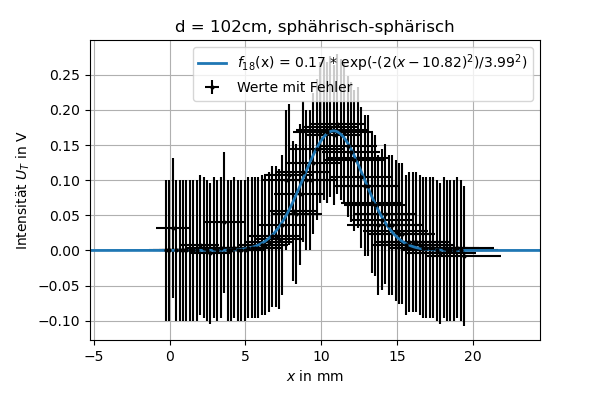 d = 102cm, sphährisch-sphärisch
f₁₈(x) = 0.17 * exp(-(2(x − 10.82)²)/3.99²)
Werte mit Fehler
Intensität U_T in V
0.25
0.20
0.15
0.10
0.05
0.00
−0.05
−0.10
−5 0 5 10 15 20
x in mm